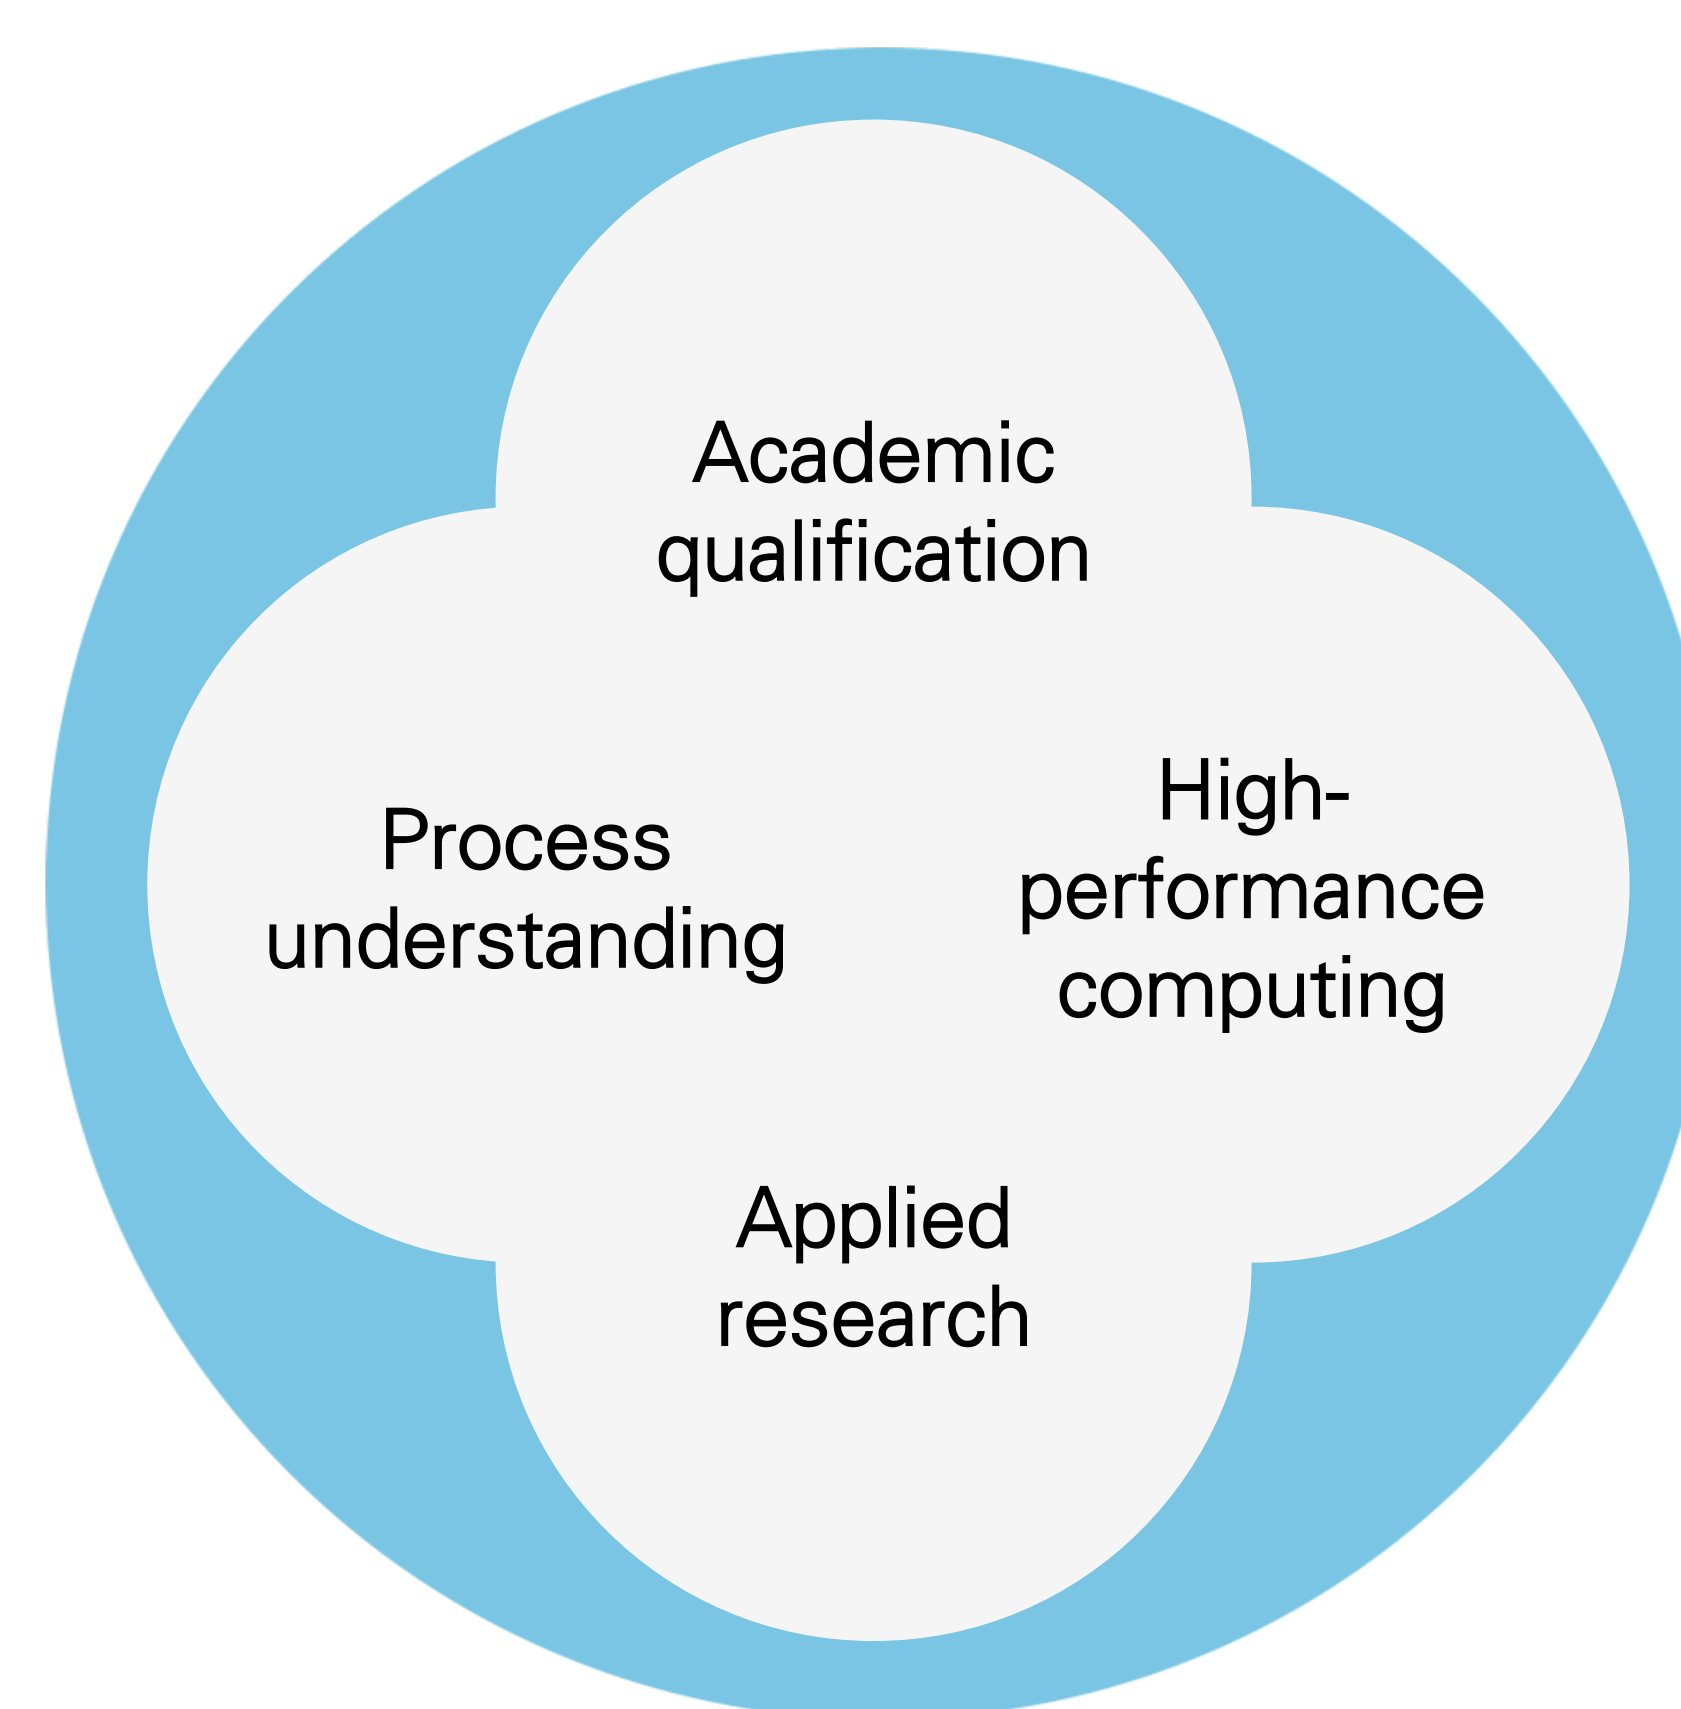 Academic
qualification
Process
understanding
High-
performance
computing
Applied
research